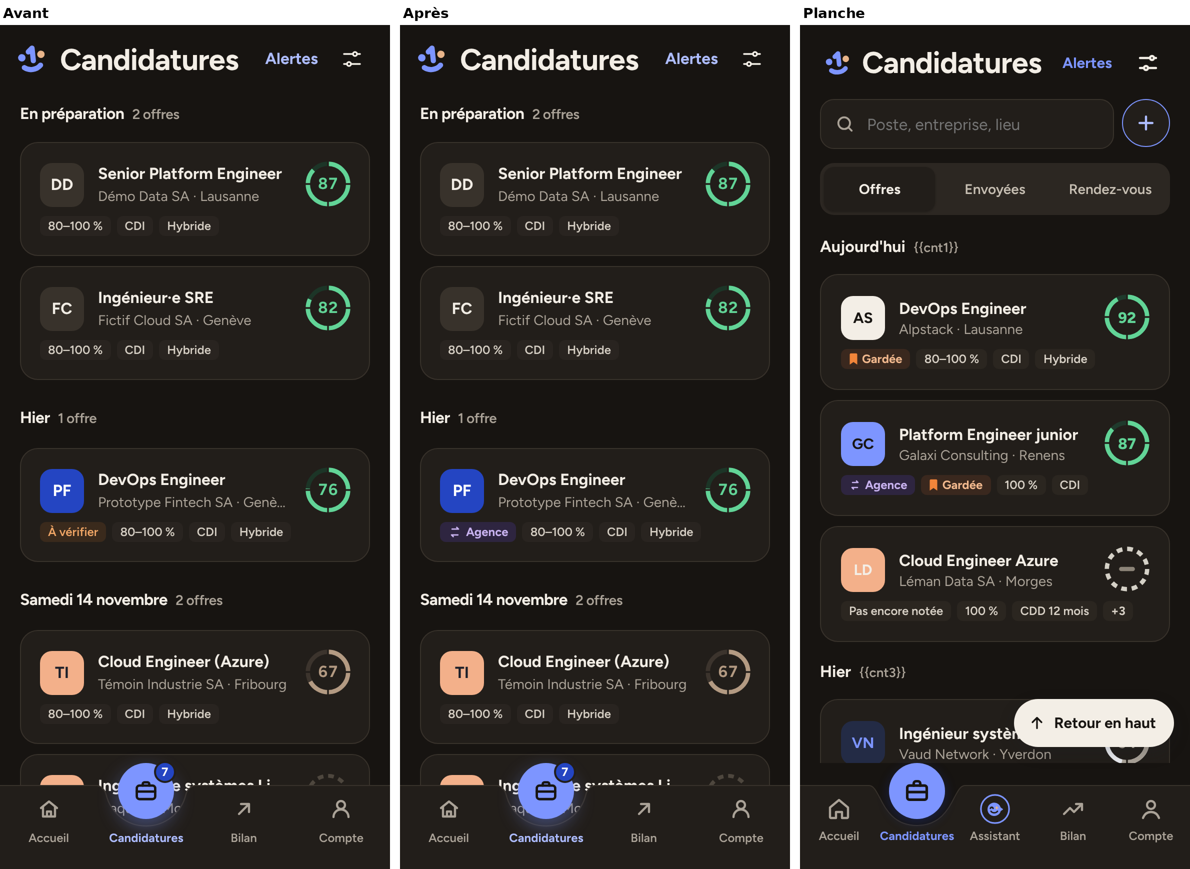 Avant
Candidatures Alertes
En préparation 2 offres
DD Senior Platform Engineer 87
Démo Data SA · Lausanne
80–100 % CDI Hybride
FC Ingénieur·e SRE 82
Fictif Cloud SA · Genève
80–100 % CDI Hybride
Hier 1 offre
PF DevOps Engineer 76
Prototype Fintech SA · Genè...
À vérifier 80–100 % CDI Hybride
Samedi 14 novembre 2 offres
TI Cloud Engineer (Azure) 67
Témoin Industrie SA · Fribourg
80–100 % CDI Hybride
7
Accueil Candidatures Bilan Compte
Après
Candidatures Alertes
En préparation 2 offres
DD Senior Platform Engineer 87
Démo Data SA · Lausanne
80–100 % CDI Hybride
FC Ingénieur·e SRE 82
Fictif Cloud SA · Genève
80–100 % CDI Hybride
Hier 1 offre
PF DevOps Engineer 76
Prototype Fintech SA · Genè...
Agence 80–100 % CDI Hybride
Samedi 14 novembre 2 offres
TI Cloud Engineer (Azure) 67
Témoin Industrie SA · Fribourg
80–100 % CDI Hybride
7
Accueil Candidatures Bilan Compte
Planche
Candidatures Alertes
Poste, entreprise, lieu
Offres Envoyées Rendez-vous
Aujourd'hui {{cnt1}}
AS DevOps Engineer 92
Alpstack · Lausanne
Gardée 80–100 % CDI Hybride
GC Platform Engineer junior 87
Galaxi Consulting · Renens
Agence Gardée 100 % CDI
LD Cloud Engineer Azure
Léman Data SA · Morges
Pas encore notée 100 % CDD 12 mois +3
Hier {{cnt3}}
VN Ingénieur
Vaud Network · Yverdon
Retour en haut
Accueil Candidatures Assistant Bilan Compte